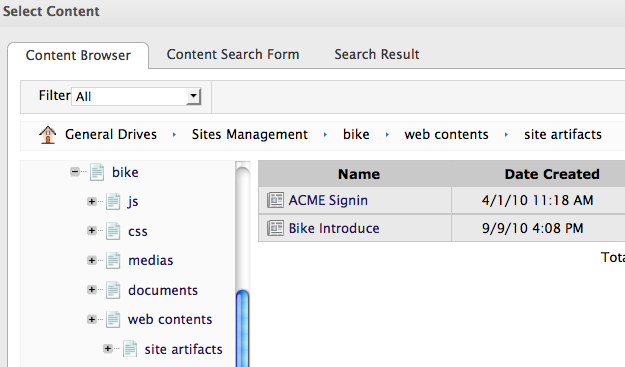 Select Content
Content Browser Content Search Form Search Result
Filter All
General Drives Sites Management bike web contents site artifacts
bike
js
css
medias
documents
web contents
site artifacts
Name Date Created
ACME Signin 4/1/10 11:18 AM
Bike Introduce 9/9/10 4:08 PM
Tota